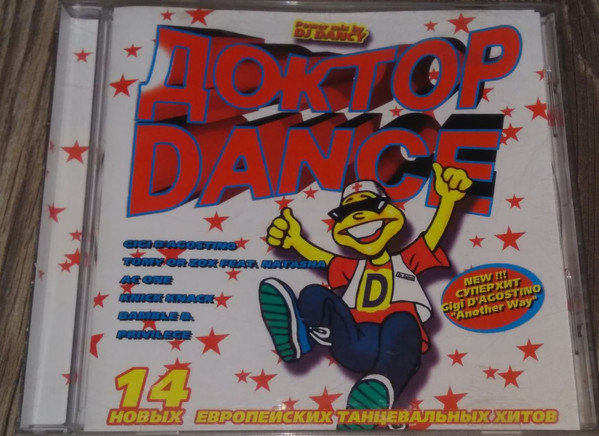 Power mix by
DJ DANCY
ДОКТОР
DANCE
GIGI D'AGOSTINO
TOMY OR ZOX FEAT. NATASHA
AC ONE
KNICK KNACK
BAMBLE B.
PRIVILEGE
D
NEW !!!
СУПЕРХИТ
Gigi D'AGOSTINO
"Another Way"
14
НОВЫХ ЕВРОПЕЙСКИХ ТАНЦЕВАЛЬНЫХ ХИТОВ